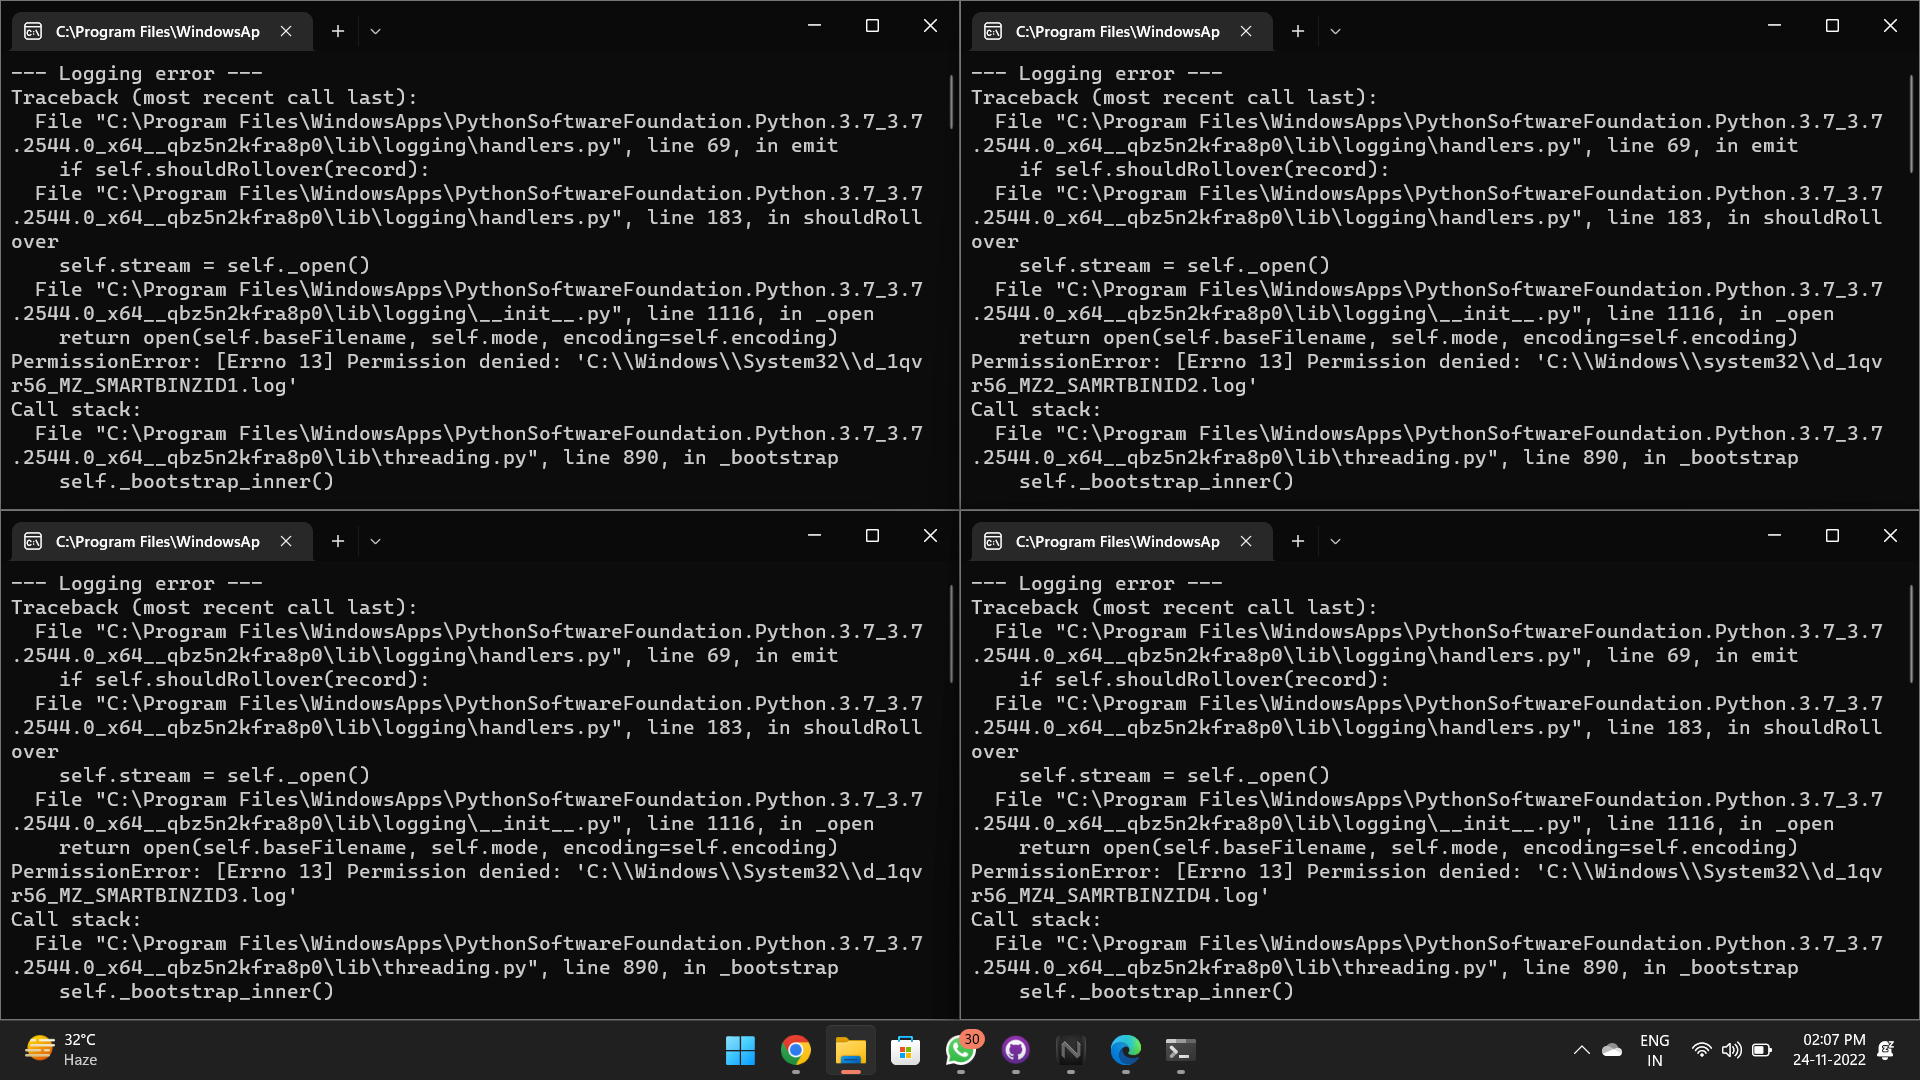 C:\Program Files\WindowsAp
--- Logging error ---
Traceback (most recent call last):
  File "C:\Program Files\WindowsApps\PythonSoftwareFoundation.Python.3.7_3.7
.2544.0_x64__qbz5n2kfra8p0\lib\logging\handlers.py", line 69, in emit
    if self.shouldRollover(record):
  File "C:\Program Files\WindowsApps\PythonSoftwareFoundation.Python.3.7_3.7
.2544.0_x64__qbz5n2kfra8p0\lib\logging\handlers.py", line 183, in shouldRoll
over
    self.stream = self._open()
  File "C:\Program Files\WindowsApps\PythonSoftwareFoundation.Python.3.7_3.7
.2544.0_x64__qbz5n2kfra8p0\lib\logging\__init__.py", line 1116, in _open
    return open(self.baseFilename, self.mode, encoding=self.encoding)
PermissionError: [Errno 13] Permission denied: 'C:\\Windows\\System32\\d_1qv
r56_MZ_SMARTBINZID1.log'
Call stack:
  File "C:\Program Files\WindowsApps\PythonSoftwareFoundation.Python.3.7_3.7
.2544.0_x64__qbz5n2kfra8p0\lib\threading.py", line 890, in _bootstrap
    self._bootstrap_inner()
C:\Program Files\WindowsAp
--- Logging error ---
Traceback (most recent call last):
  File "C:\Program Files\WindowsApps\PythonSoftwareFoundation.Python.3.7_3.7
.2544.0_x64__qbz5n2kfra8p0\lib\logging\handlers.py", line 69, in emit
    if self.shouldRollover(record):
  File "C:\Program Files\WindowsApps\PythonSoftwareFoundation.Python.3.7_3.7
.2544.0_x64__qbz5n2kfra8p0\lib\logging\handlers.py", line 183, in shouldRoll
over
    self.stream = self._open()
  File "C:\Program Files\WindowsApps\PythonSoftwareFoundation.Python.3.7_3.7
.2544.0_x64__qbz5n2kfra8p0\lib\logging\__init__.py", line 1116, in _open
    return open(self.baseFilename, self.mode, encoding=self.encoding)
PermissionError: [Errno 13] Permission denied: 'C:\\Windows\\system32\\d_1qv
r56_MZ2_SAMRTBINID2.log'
Call stack:
  File "C:\Program Files\WindowsApps\PythonSoftwareFoundation.Python.3.7_3.7
.2544.0_x64__qbz5n2kfra8p0\lib\threading.py", line 890, in _bootstrap
    self._bootstrap_inner()
C:\Program Files\WindowsAp
--- Logging error ---
Traceback (most recent call last):
  File "C:\Program Files\WindowsApps\PythonSoftwareFoundation.Python.3.7_3.7
.2544.0_x64__qbz5n2kfra8p0\lib\logging\handlers.py", line 69, in emit
    if self.shouldRollover(record):
  File "C:\Program Files\WindowsApps\PythonSoftwareFoundation.Python.3.7_3.7
.2544.0_x64__qbz5n2kfra8p0\lib\logging\handlers.py", line 183, in shouldRoll
over
    self.stream = self._open()
  File "C:\Program Files\WindowsApps\PythonSoftwareFoundation.Python.3.7_3.7
.2544.0_x64__qbz5n2kfra8p0\lib\logging\__init__.py", line 1116, in _open
    return open(self.baseFilename, self.mode, encoding=self.encoding)
PermissionError: [Errno 13] Permission denied: 'C:\\Windows\\System32\\d_1qv
r56_MZ_SMARTBINZID3.log'
Call stack:
  File "C:\Program Files\WindowsApps\PythonSoftwareFoundation.Python.3.7_3.7
.2544.0_x64__qbz5n2kfra8p0\lib\threading.py", line 890, in _bootstrap
    self._bootstrap_inner()
C:\Program Files\WindowsAp
--- Logging error ---
Traceback (most recent call last):
  File "C:\Program Files\WindowsApps\PythonSoftwareFoundation.Python.3.7_3.7
.2544.0_x64__qbz5n2kfra8p0\lib\logging\handlers.py", line 69, in emit
    if self.shouldRollover(record):
  File "C:\Program Files\WindowsApps\PythonSoftwareFoundation.Python.3.7_3.7
.2544.0_x64__qbz5n2kfra8p0\lib\logging\handlers.py", line 183, in shouldRoll
over
    self.stream = self._open()
  File "C:\Program Files\WindowsApps\PythonSoftwareFoundation.Python.3.7_3.7
.2544.0_x64__qbz5n2kfra8p0\lib\logging\__init__.py", line 1116, in _open
    return open(self.baseFilename, self.mode, encoding=self.encoding)
PermissionError: [Errno 13] Permission denied: 'C:\\Windows\\System32\\d_1qv
r56_MZ4_SAMRTBINZID4.log'
Call stack:
  File "C:\Program Files\WindowsApps\PythonSoftwareFoundation.Python.3.7_3.7
.2544.0_x64__qbz5n2kfra8p0\lib\threading.py", line 890, in _bootstrap
    self._bootstrap_inner()
32°C
Haze
30
ENG
IN
02:07 PM
24-11-2022